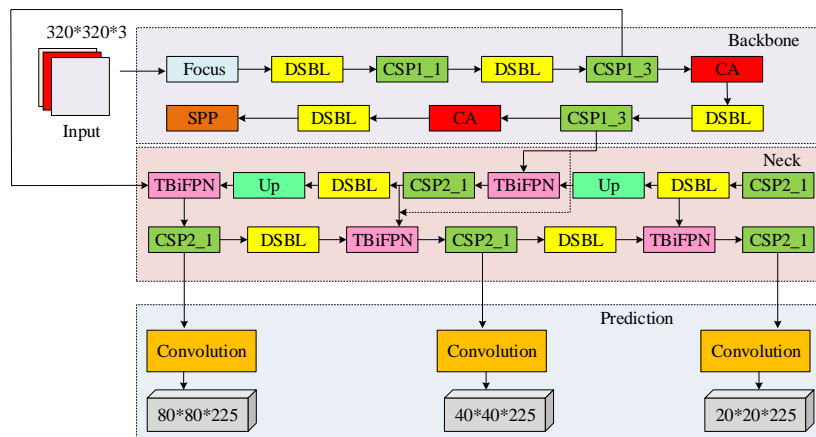 320*320*3
Input
Backbone
Focus DSBL CSP1_1 DSBL CSP1_3 CA
SPP DSBL CA CSP1_3 DSBL
Neck
TBiFPN Up DSBL CSP2_1 TBiFPN Up DSBL CSP2_1
CSP2_1 DSBL TBiFPN CSP2_1 DSBL TBiFPN CSP2_1
Prediction
Convolution Convolution Convolution
80*80*225 40*40*225 20*20*225